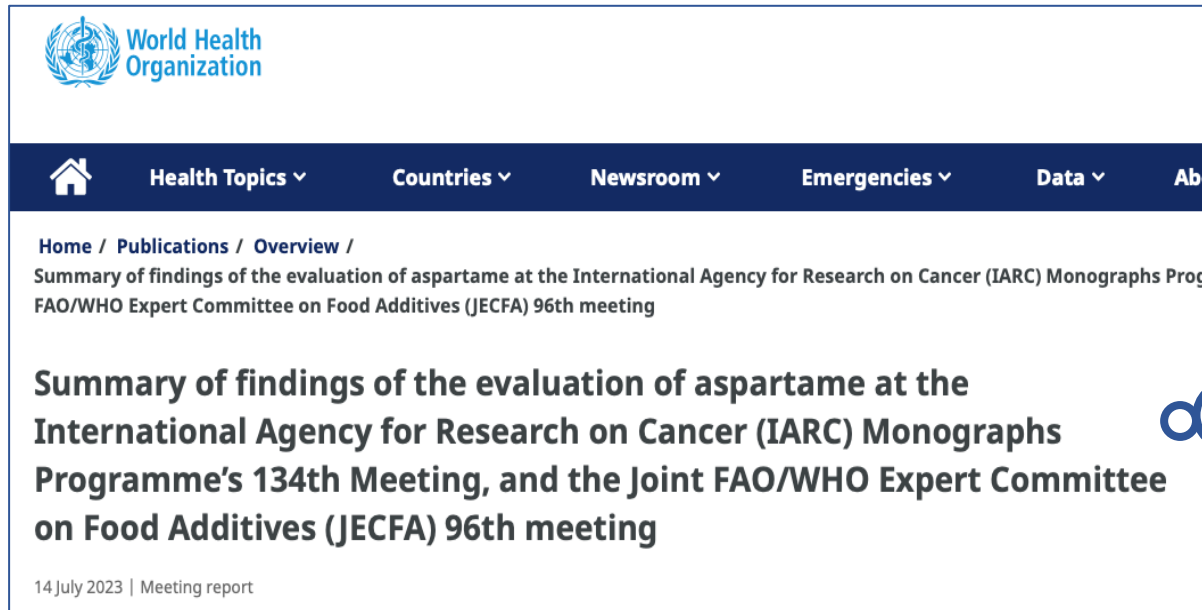 World Health
Organization
Health Topics Countries Newsroom Emergencies Data Ab
Home / Publications / Overview /
Summary of findings of the evaluation of aspartame at the International Agency for Research on Cancer (IARC) Monographs Prog
FAO/WHO Expert Committee on Food Additives (JECFA) 96th meeting
Summary of findings of the evaluation of aspartame at the
International Agency for Research on Cancer (IARC) Monographs
Programme’s 134th Meeting, and the Joint FAO/WHO Expert Committee
on Food Additives (JECFA) 96th meeting
14 July 2023 | Meeting report